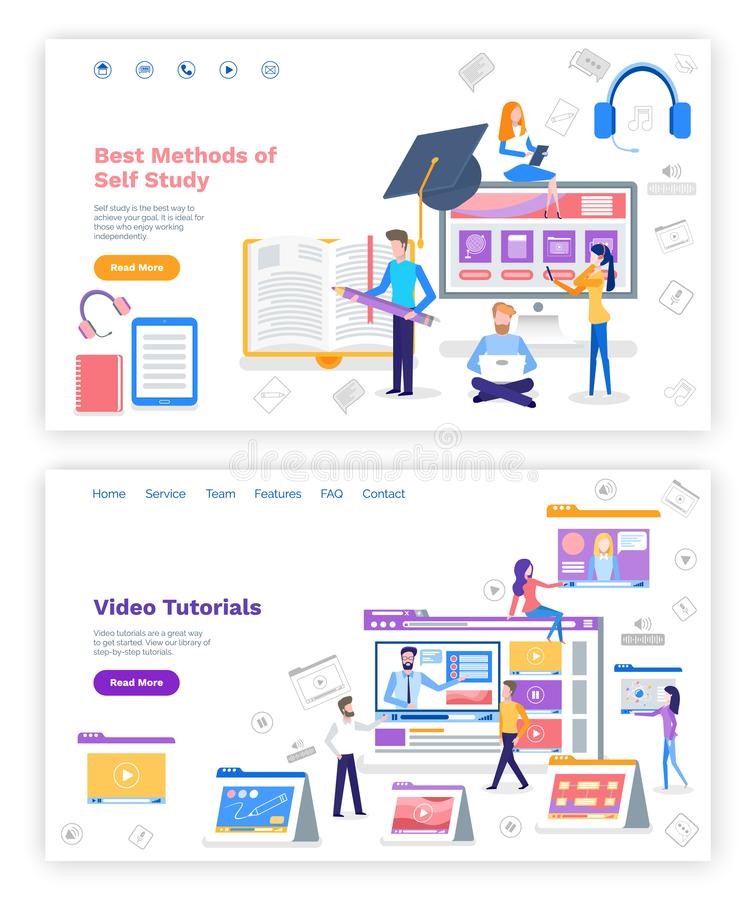 Best Methods of
Self Study
Self study is the best way to
achieve your goal. It is ideal for
those who enjoy working
independently.
Read More
dreamstime.
Home Service Team Features FAQ Contact
Video Tutorials
Video tutorials are a great way
to get started. View our library of
step-by-step tutorials.
Read More